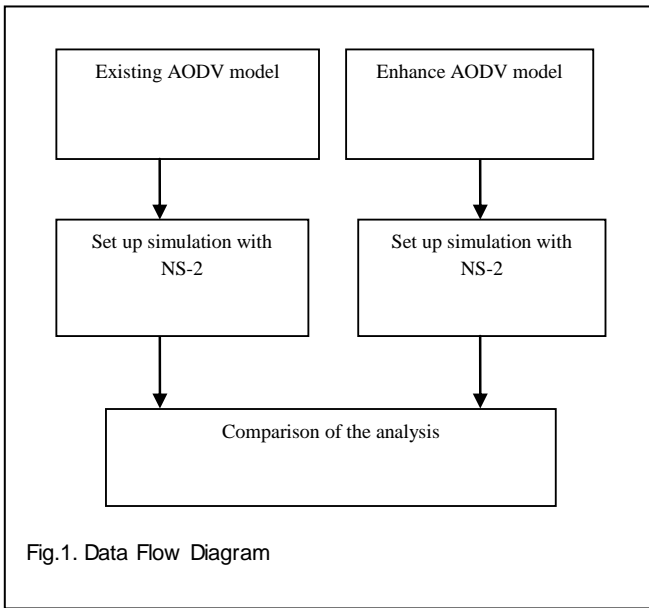 Existing AODV model
Enhance AODV model
Set up simulation with
NS-2
Set up simulation with
NS-2
Comparison of the analysis
Fig.1. Data Flow Diagram